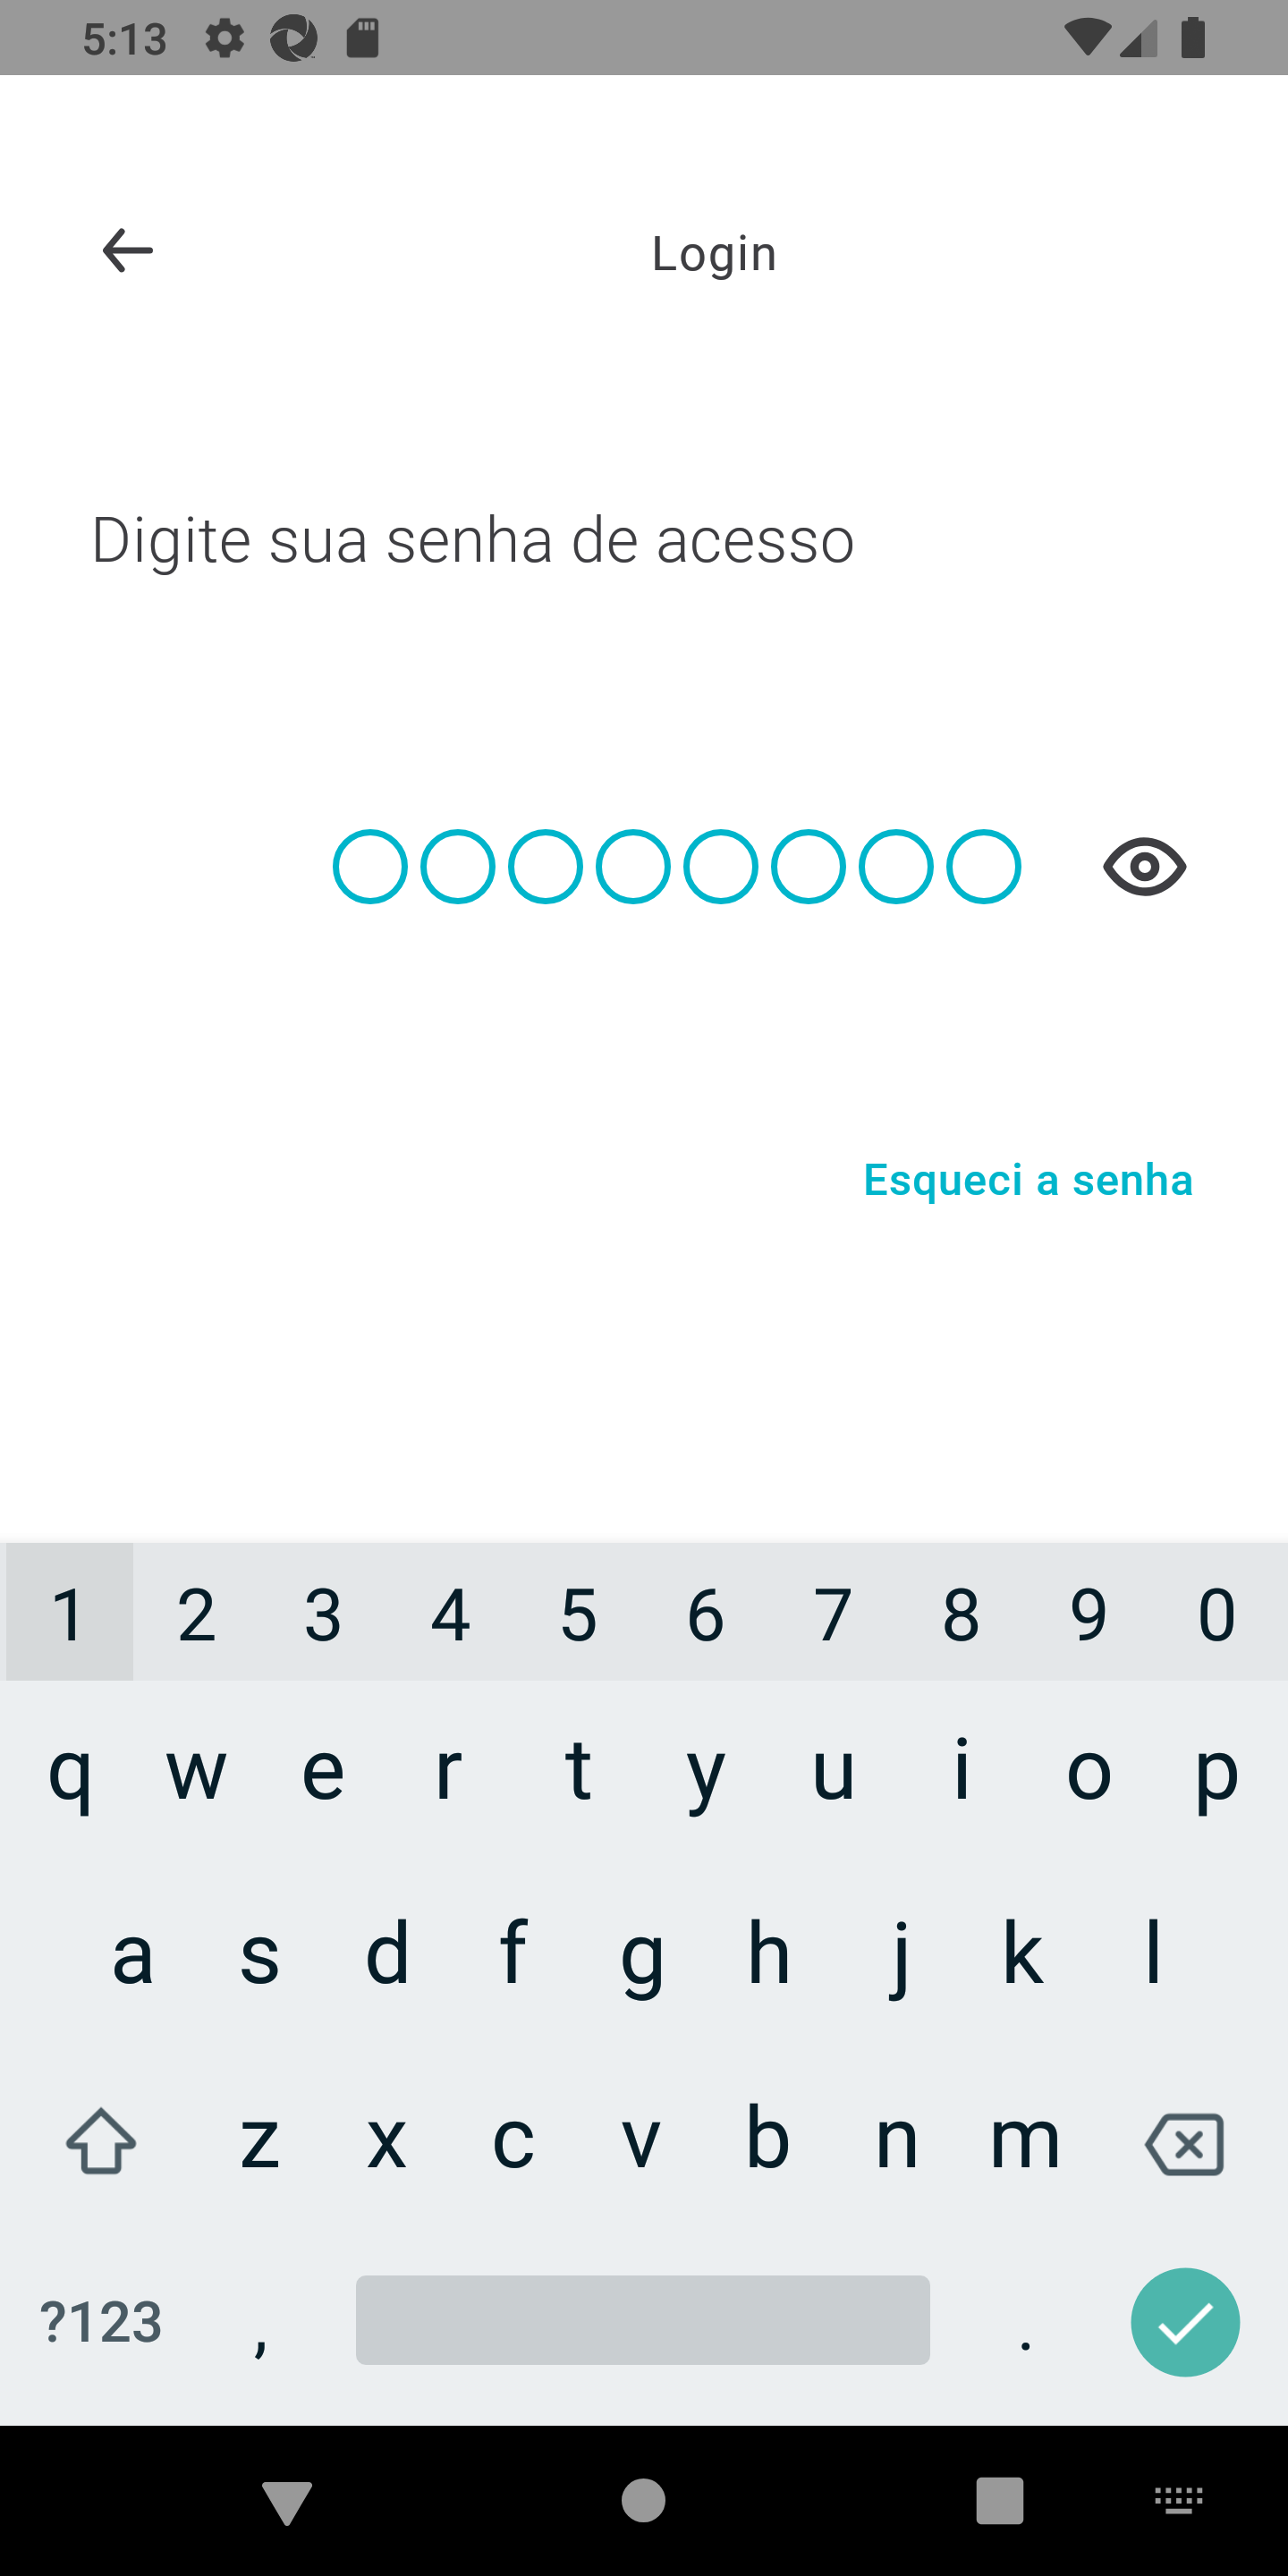 5:13
Login
Digite sua senha de acesso
Esqueci a senha
1 2 3 4 5 6 7 8 9 0
q w e r t y u i o p
a s d f g h j k l
z x c v b n m
?123 , .